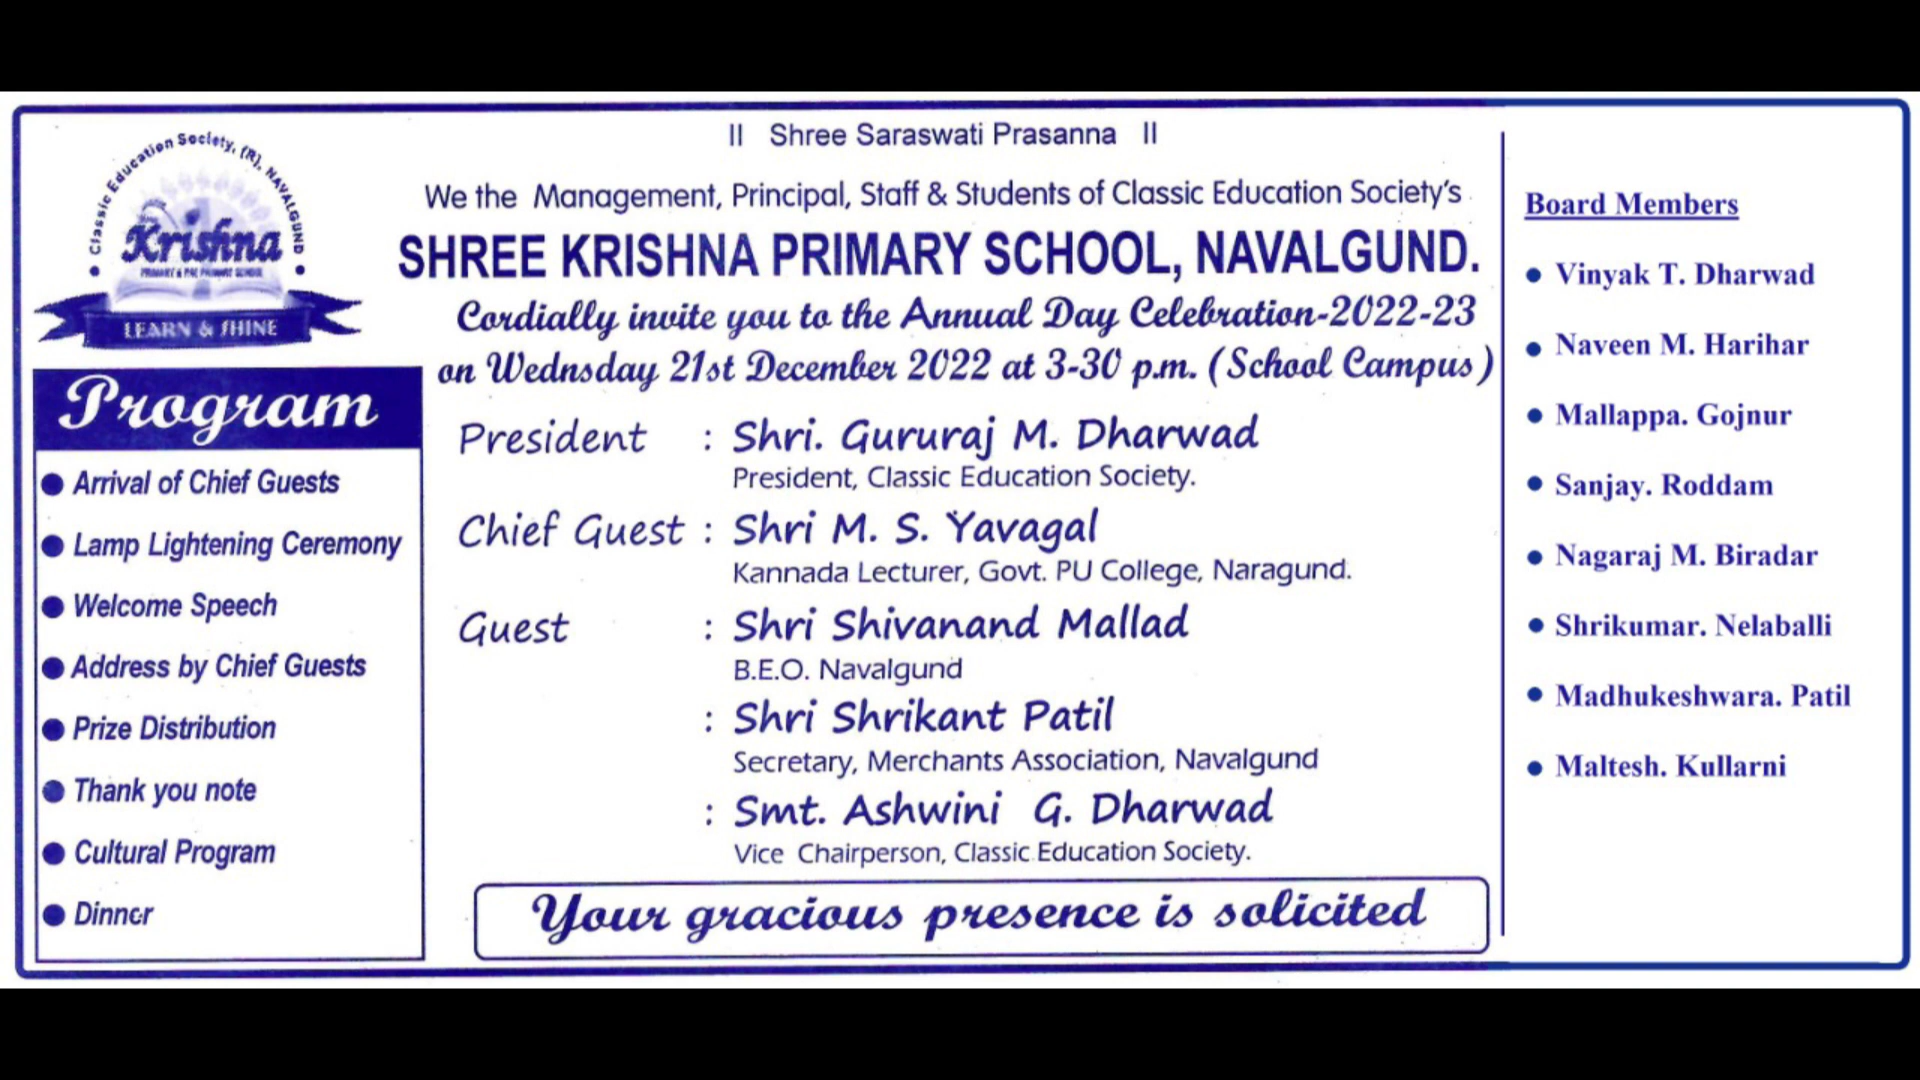 Classic Education Society, (R), NAVALGUND
Krishna
PRIMARY & PRE PRIMARY SCHOOL
LEARN & SHINE
Program
Arrival of Chief Guests
Lamp Lightening Ceremony
Welcome Speech
Address by Chief Guests
Prize Distribution
Thank you note
Cultural Program
Dinner
|| Shree Saraswati Prasanna ||
We the Management, Principal, Staff & Students of Classic Education Society's
SHREE KRISHNA PRIMARY SCHOOL, NAVALGUND.
Cordially invite you to the Annual Day Celebration-2022-23
on Wednsday 21st December 2022 at 3-30 p.m. (School Campus)
President : Shri. Gururaj M. Dharwad
President, Classic Education Society.
Chief Guest : Shri M. S. Yavagal
Kannada Lecturer, Govt. PU College, Naragund.
Guest : Shri Shivanand Mallad
B.E.O. Navalgund
: Shri Shrikant Patil
Secretary, Merchants Association, Navalgund
: Smt. Ashwini G. Dharwad
Vice Chairperson, Classic Education Society.
Your gracious presence is solicited
Board Members
Vinyak T. Dharwad
Naveen M. Harihar
Mallappa. Gojnur
Sanjay. Roddam
Nagaraj M. Biradar
Shrikumar. Nelaballi
Madhukeshwara. Patil
Maltesh. Kullarni